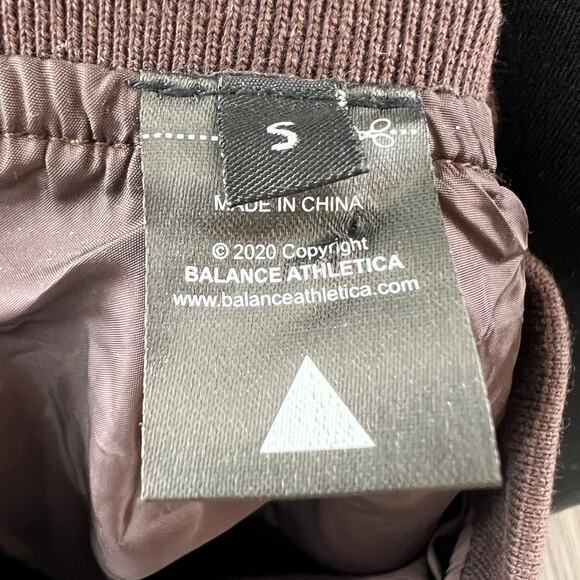 S
MADE IN CHINA
© 2020 Copyright
BALANCE ATHLETICA
www.balanceathletica.com